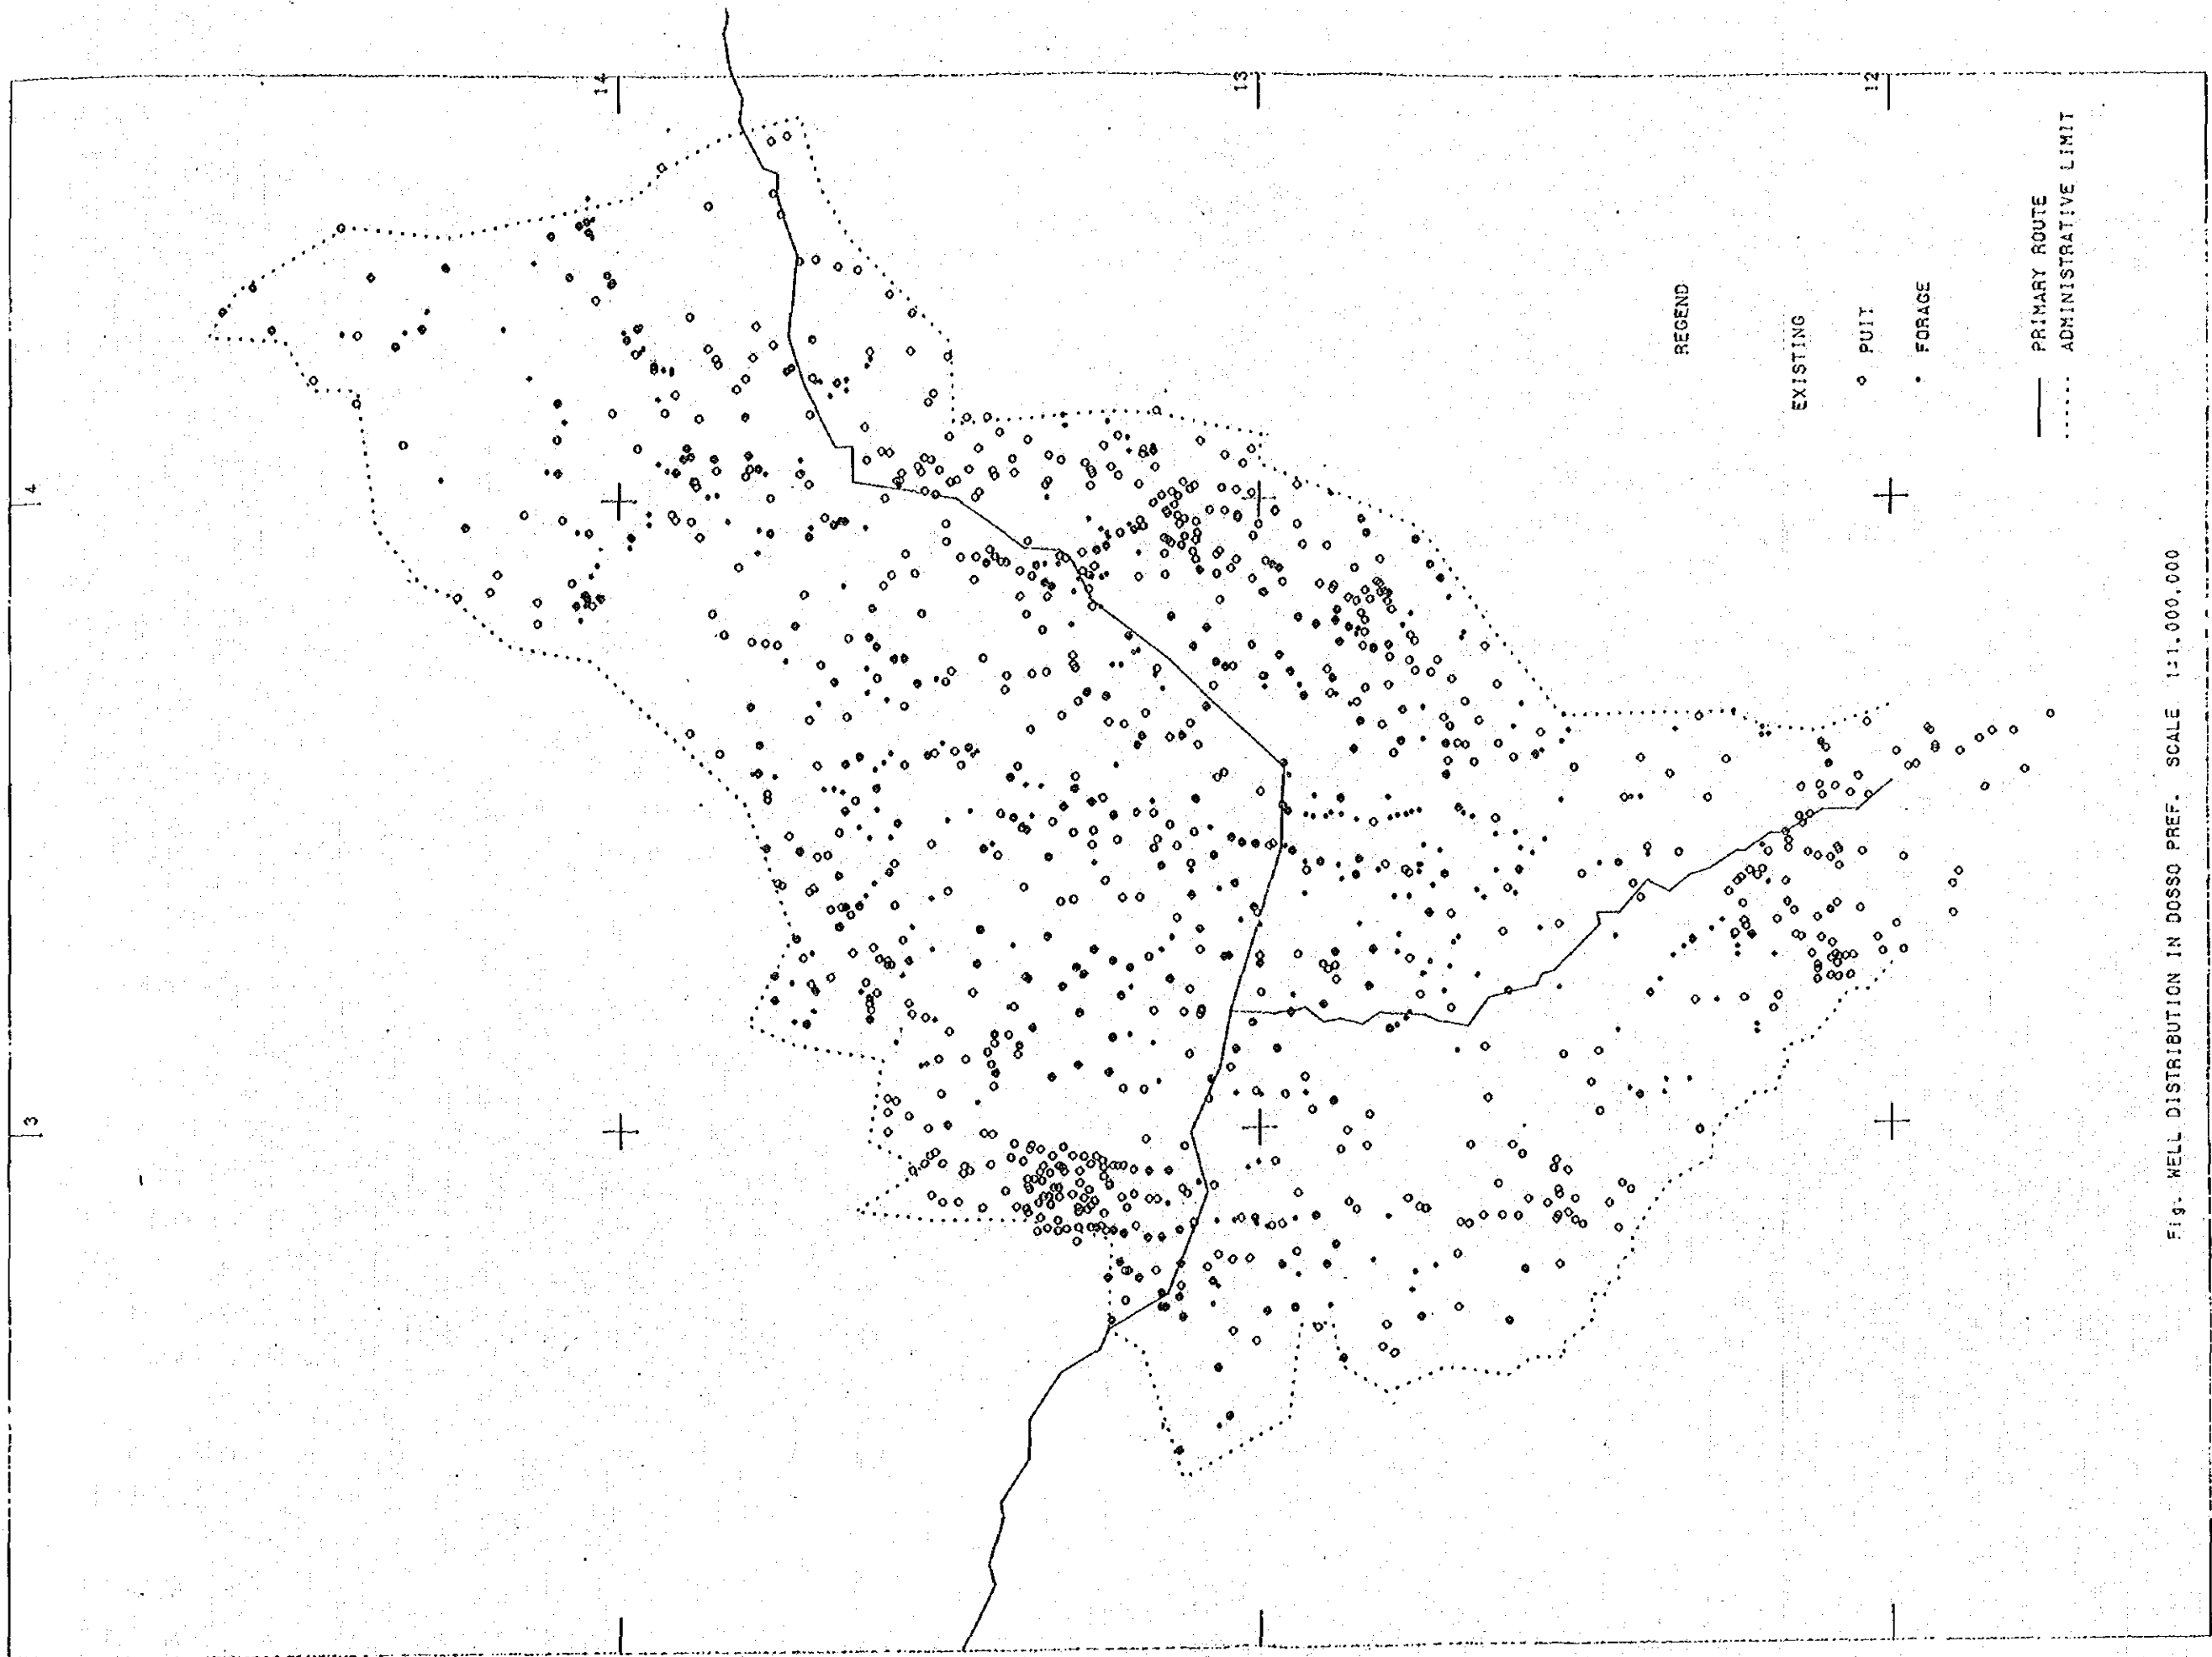 14
13
12
4
3
REGEND
EXISTING
PUIT
FORAGE
PRIMARY ROUTE
ADMINISTRATIVE LIMIT
Fig. WELL DISTRIBUTION IN DOSSO PREF. SCALE 1:1,000,000